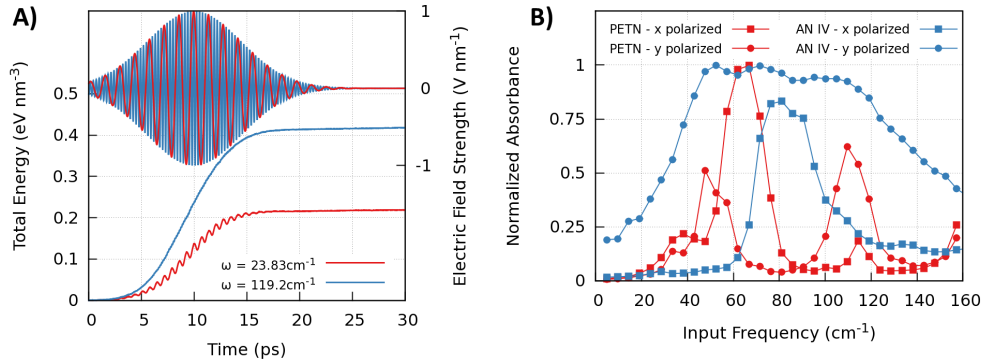 A)
Total Energy (eV nm-3)
0.5
0.4
0.3
0.2
0.1
0
1
0
-1
Electric Field Strength (V nm-1)
ω = 23.83cm-1
ω = 119.2cm-1
0 5 10 15 20 25 30
Time (ps)
B)
PETN - x polarized
AN IV - x polarized
PETN - y polarized
AN IV - y polarized
Normalized Absorbance
1
0.75
0.5
0.25
0
0 20 40 60 80 100 120 140 160
Input Frequency (cm-1)